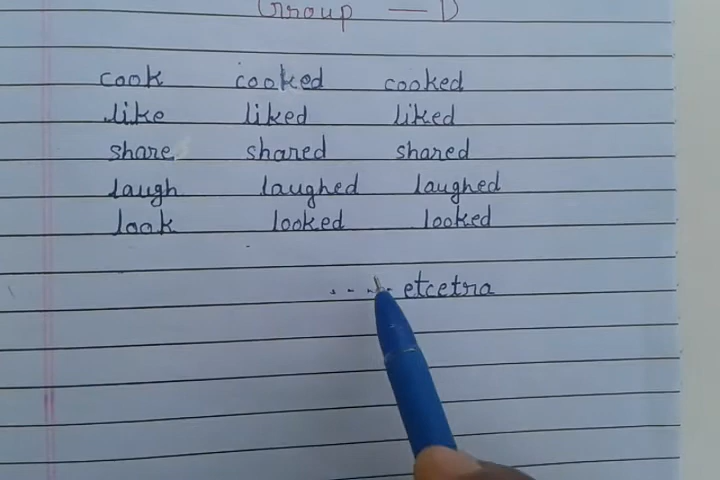 Group — D
cook cooked cooked
like liked liked
share shared shared
laugh laughed laughed
look looked looked
.... etcetra